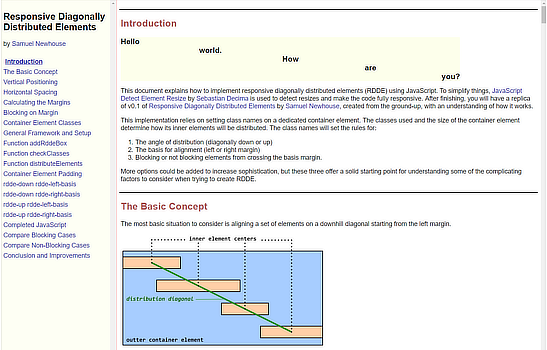 Responsive Diagonally
Distributed Elements
by Samuel Newhouse
Introduction
The Basic Concept
Vertical Positioning
Horizontal Spacing
Calculating the Margins
Blocking on Margin
Container Element Classes
General Framework and Setup
Function addRddeBox
Function checkClasses
Function distributeElements
Container Element Padding
rdde-down rdde-left-basis
rdde-down rdde-right-basis
rdde-up rdde-left-basis
rdde-up rdde-right-basis
Completed JavaScript
Compare Blocking Cases
Compare Non-Blocking Cases
Conclusion and Improvements
Introduction
Hello
world.
How
are
you?
This document explains how to implement responsive diagonally distributed elements (RDDE) using JavaScript. To simplify things, JavaScript
Detect Element Resize by Sebastian Decima is used to detect resizes and make the code fully responsive. After finishing, you will have a replica
of v0.1 of Responsive Diagonally Distributed Elements by Samuel Newhouse, created from the ground-up, with an understanding of how it works.
This implementation relies on setting class names on a dedicated container element. The classes used and the size of the container element
determine how its inner elements will be distributed. The class names will set the rules for:
1. The angle of distribution (diagonally down or up)
2. The basis for alignment (left or right margin)
3. Blocking or not blocking elements from crossing the basis margin.
More options could be added to increase sophistication, but these three offer a solid starting point for understanding some of the complicating
factors to consider when trying to create RDDE.
The Basic Concept
The most basic situation to consider is aligning a set of elements on a downhill diagonal starting from the left margin.
inner element centers
distribution diagonal
outter container element